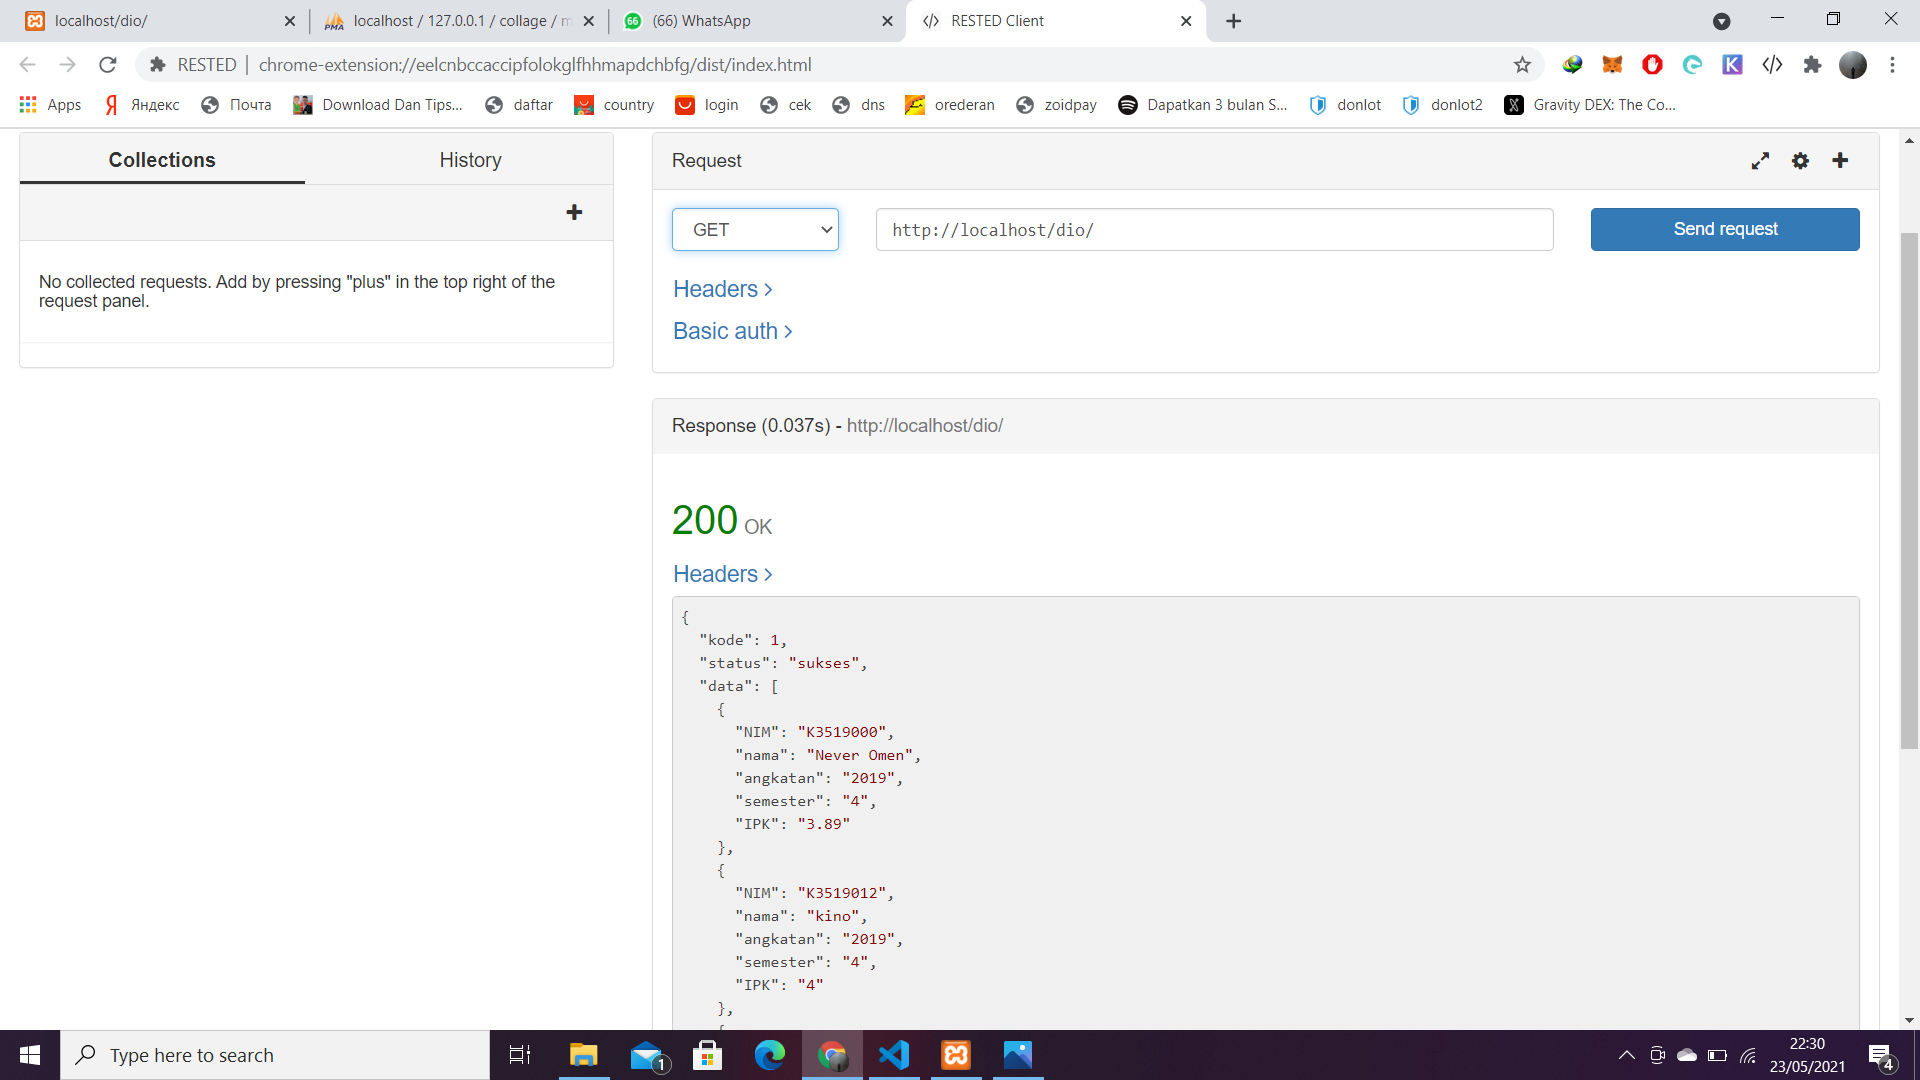 localhost/dio/
localhost / 127.0.0.1 / collage / m
(66) WhatsApp
RESTED Client
RESTED
chrome-extension://eelcnbccaccipfolokglfhhmapdchbfg/dist/index.html
Apps
Яндекс
Почта
Download Dan Tips...
daftar
country
login
cek
dns
orederan
zoidpay
Dapatkan 3 bulan S...
donlot
donlot2
Gravity DEX: The Co...
Collections
History
No collected requests. Add by pressing "plus" in the top right of the
request panel.
Request
GET
http://localhost/dio/
Send request
Headers
Basic auth
Response (0.037s) - http://localhost/dio/
200 OK
Headers
{
"kode": 1,
"status": "sukses",
"data": [
{
"NIM": "K3519000",
"nama": "Never Omen",
"angkatan": "2019",
"semester": "4",
"IPK": "3.89"
},
{
"NIM": "K3519012",
"nama": "kino",
"angkatan": "2019",
"semester": "4",
"IPK": "4"
},
Type here to search
1
22:30
23/05/2021
4